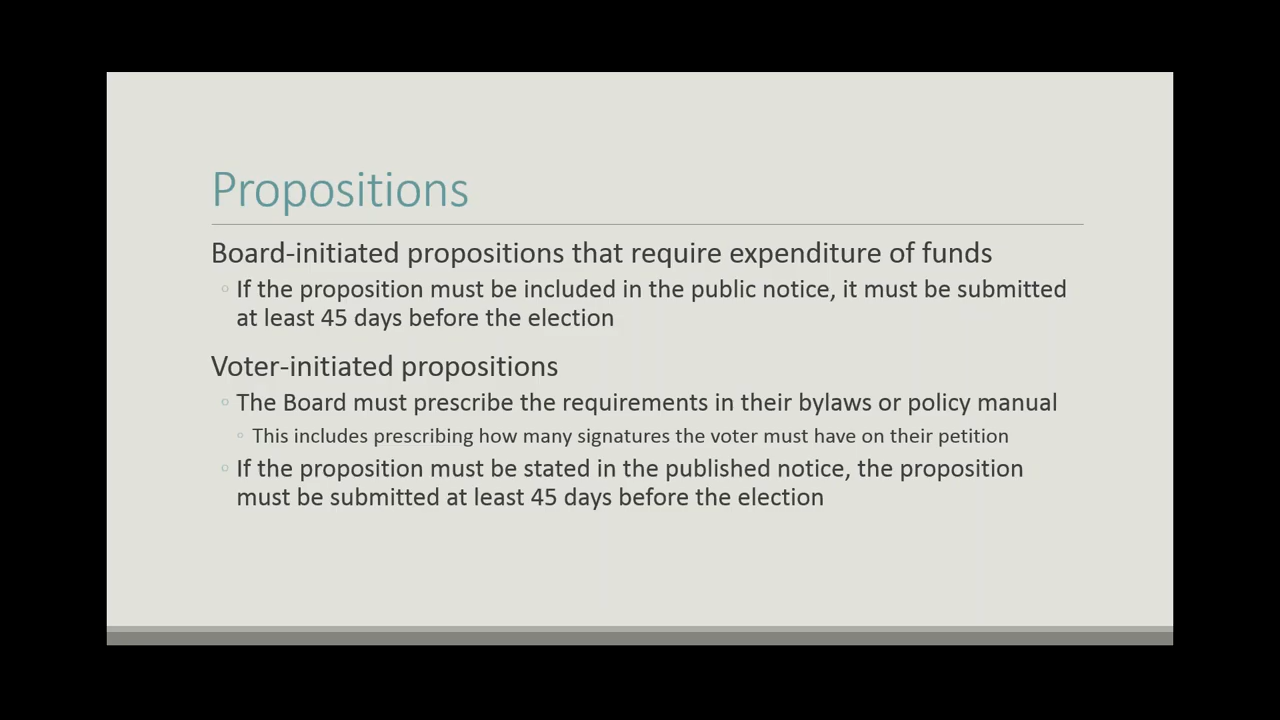 Propositions
Board-initiated propositions that require expenditure of funds
◦ If the proposition must be included in the public notice, it must be submitted
at least 45 days before the election
Voter-initiated propositions
◦ The Board must prescribe the requirements in their bylaws or policy manual
◦ This includes prescribing how many signatures the voter must have on their petition
◦ If the proposition must be stated in the published notice, the proposition
must be submitted at least 45 days before the election